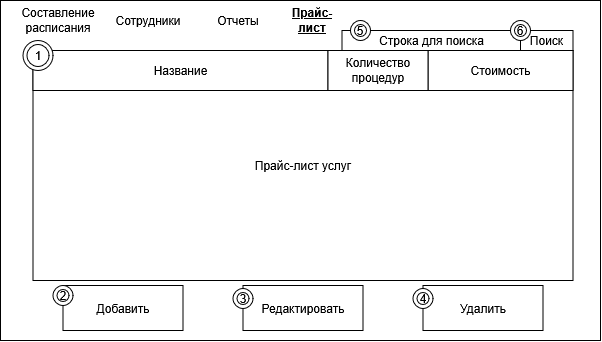 Составление
расписания
Сотрудники
Отчеты
Прайс-
лист
5
Строка для поиска
6
Поиск
1
Название
Количество
процедур
Стоимость
Прайс-лист услуг
2
Добавить
3
Редактировать
4
Удалить